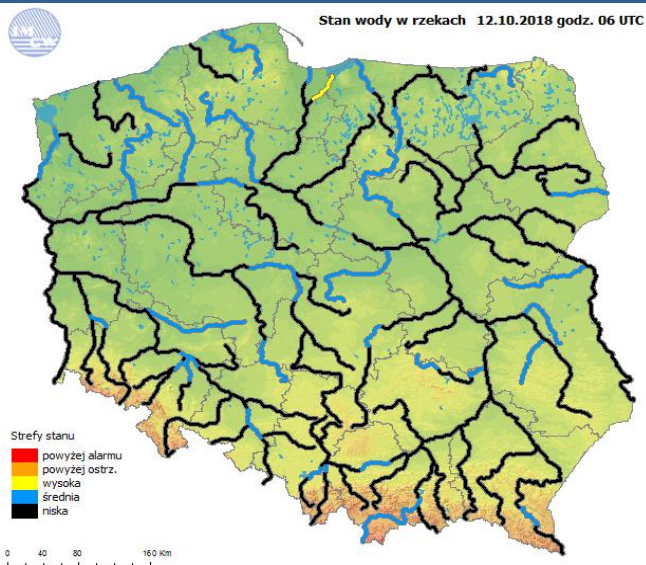 Stan wody w rzekach 12.10.2018 godz. 06 UTC
Strefy stanu
powyżej alarmu
powyżej ostrz.
wysoka
średnia
niska
0 40 80 160 Km